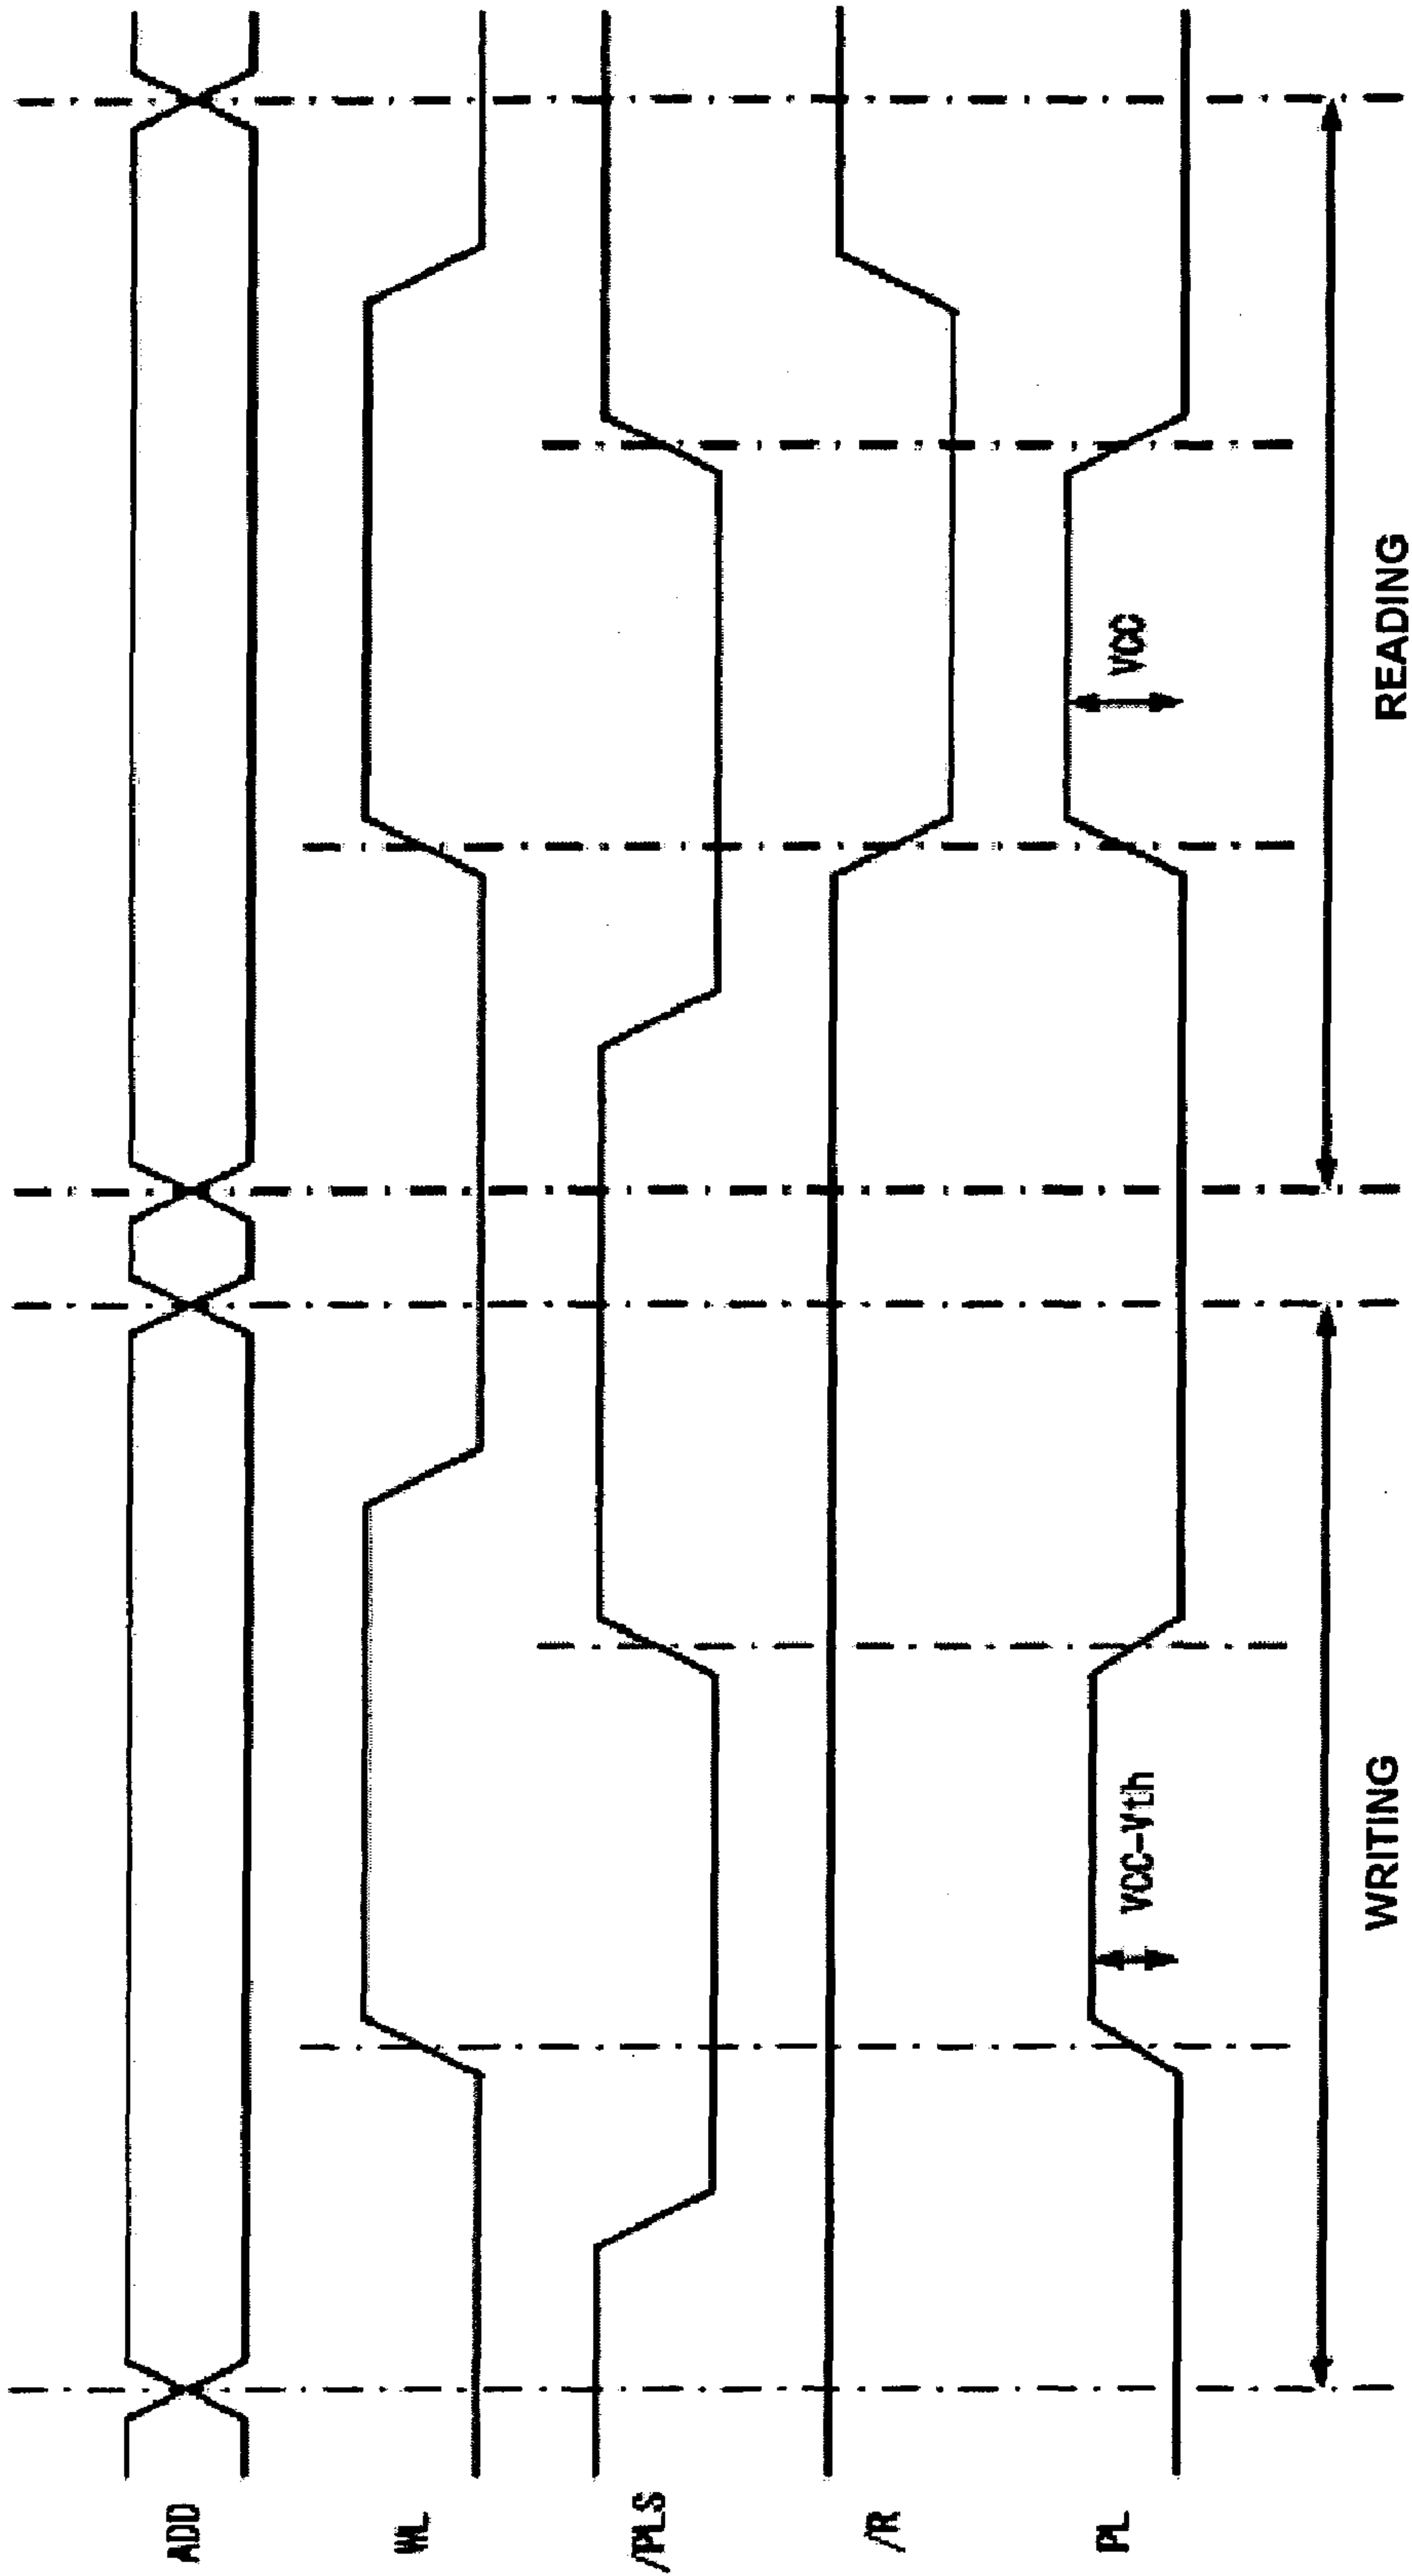 ADD
WL
/PLS
/R
PL
VCC-Vth
VCC
WRITING
READING